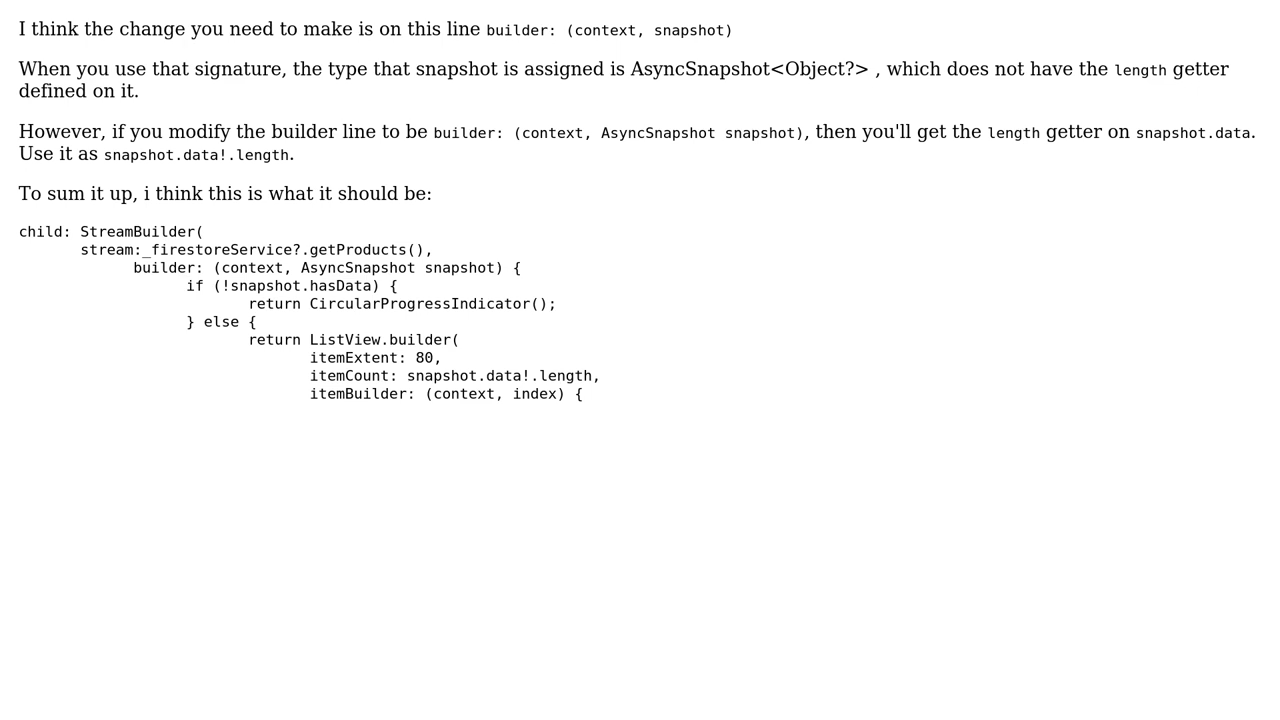 I think the change you need to make is on this line builder: (context, snapshot)
When you use that signature, the type that snapshot is assigned is AsyncSnapshot<Object?> , which does not have the length getter
defined on it.
However, if you modify the builder line to be builder: (context, AsyncSnapshot snapshot), then you'll get the length getter on snapshot.data.
Use it as snapshot.data!.length.
To sum it up, i think this is what it should be:
child: StreamBuilder(
       stream:_firestoreService?.getProducts(),
             builder: (context, AsyncSnapshot snapshot) {
                   if (!snapshot.hasData) {
                          return CircularProgressIndicator();
                   } else {
                          return ListView.builder(
                                 itemExtent: 80,
                                 itemCount: snapshot.data!.length,
                                 itemBuilder: (context, index) {